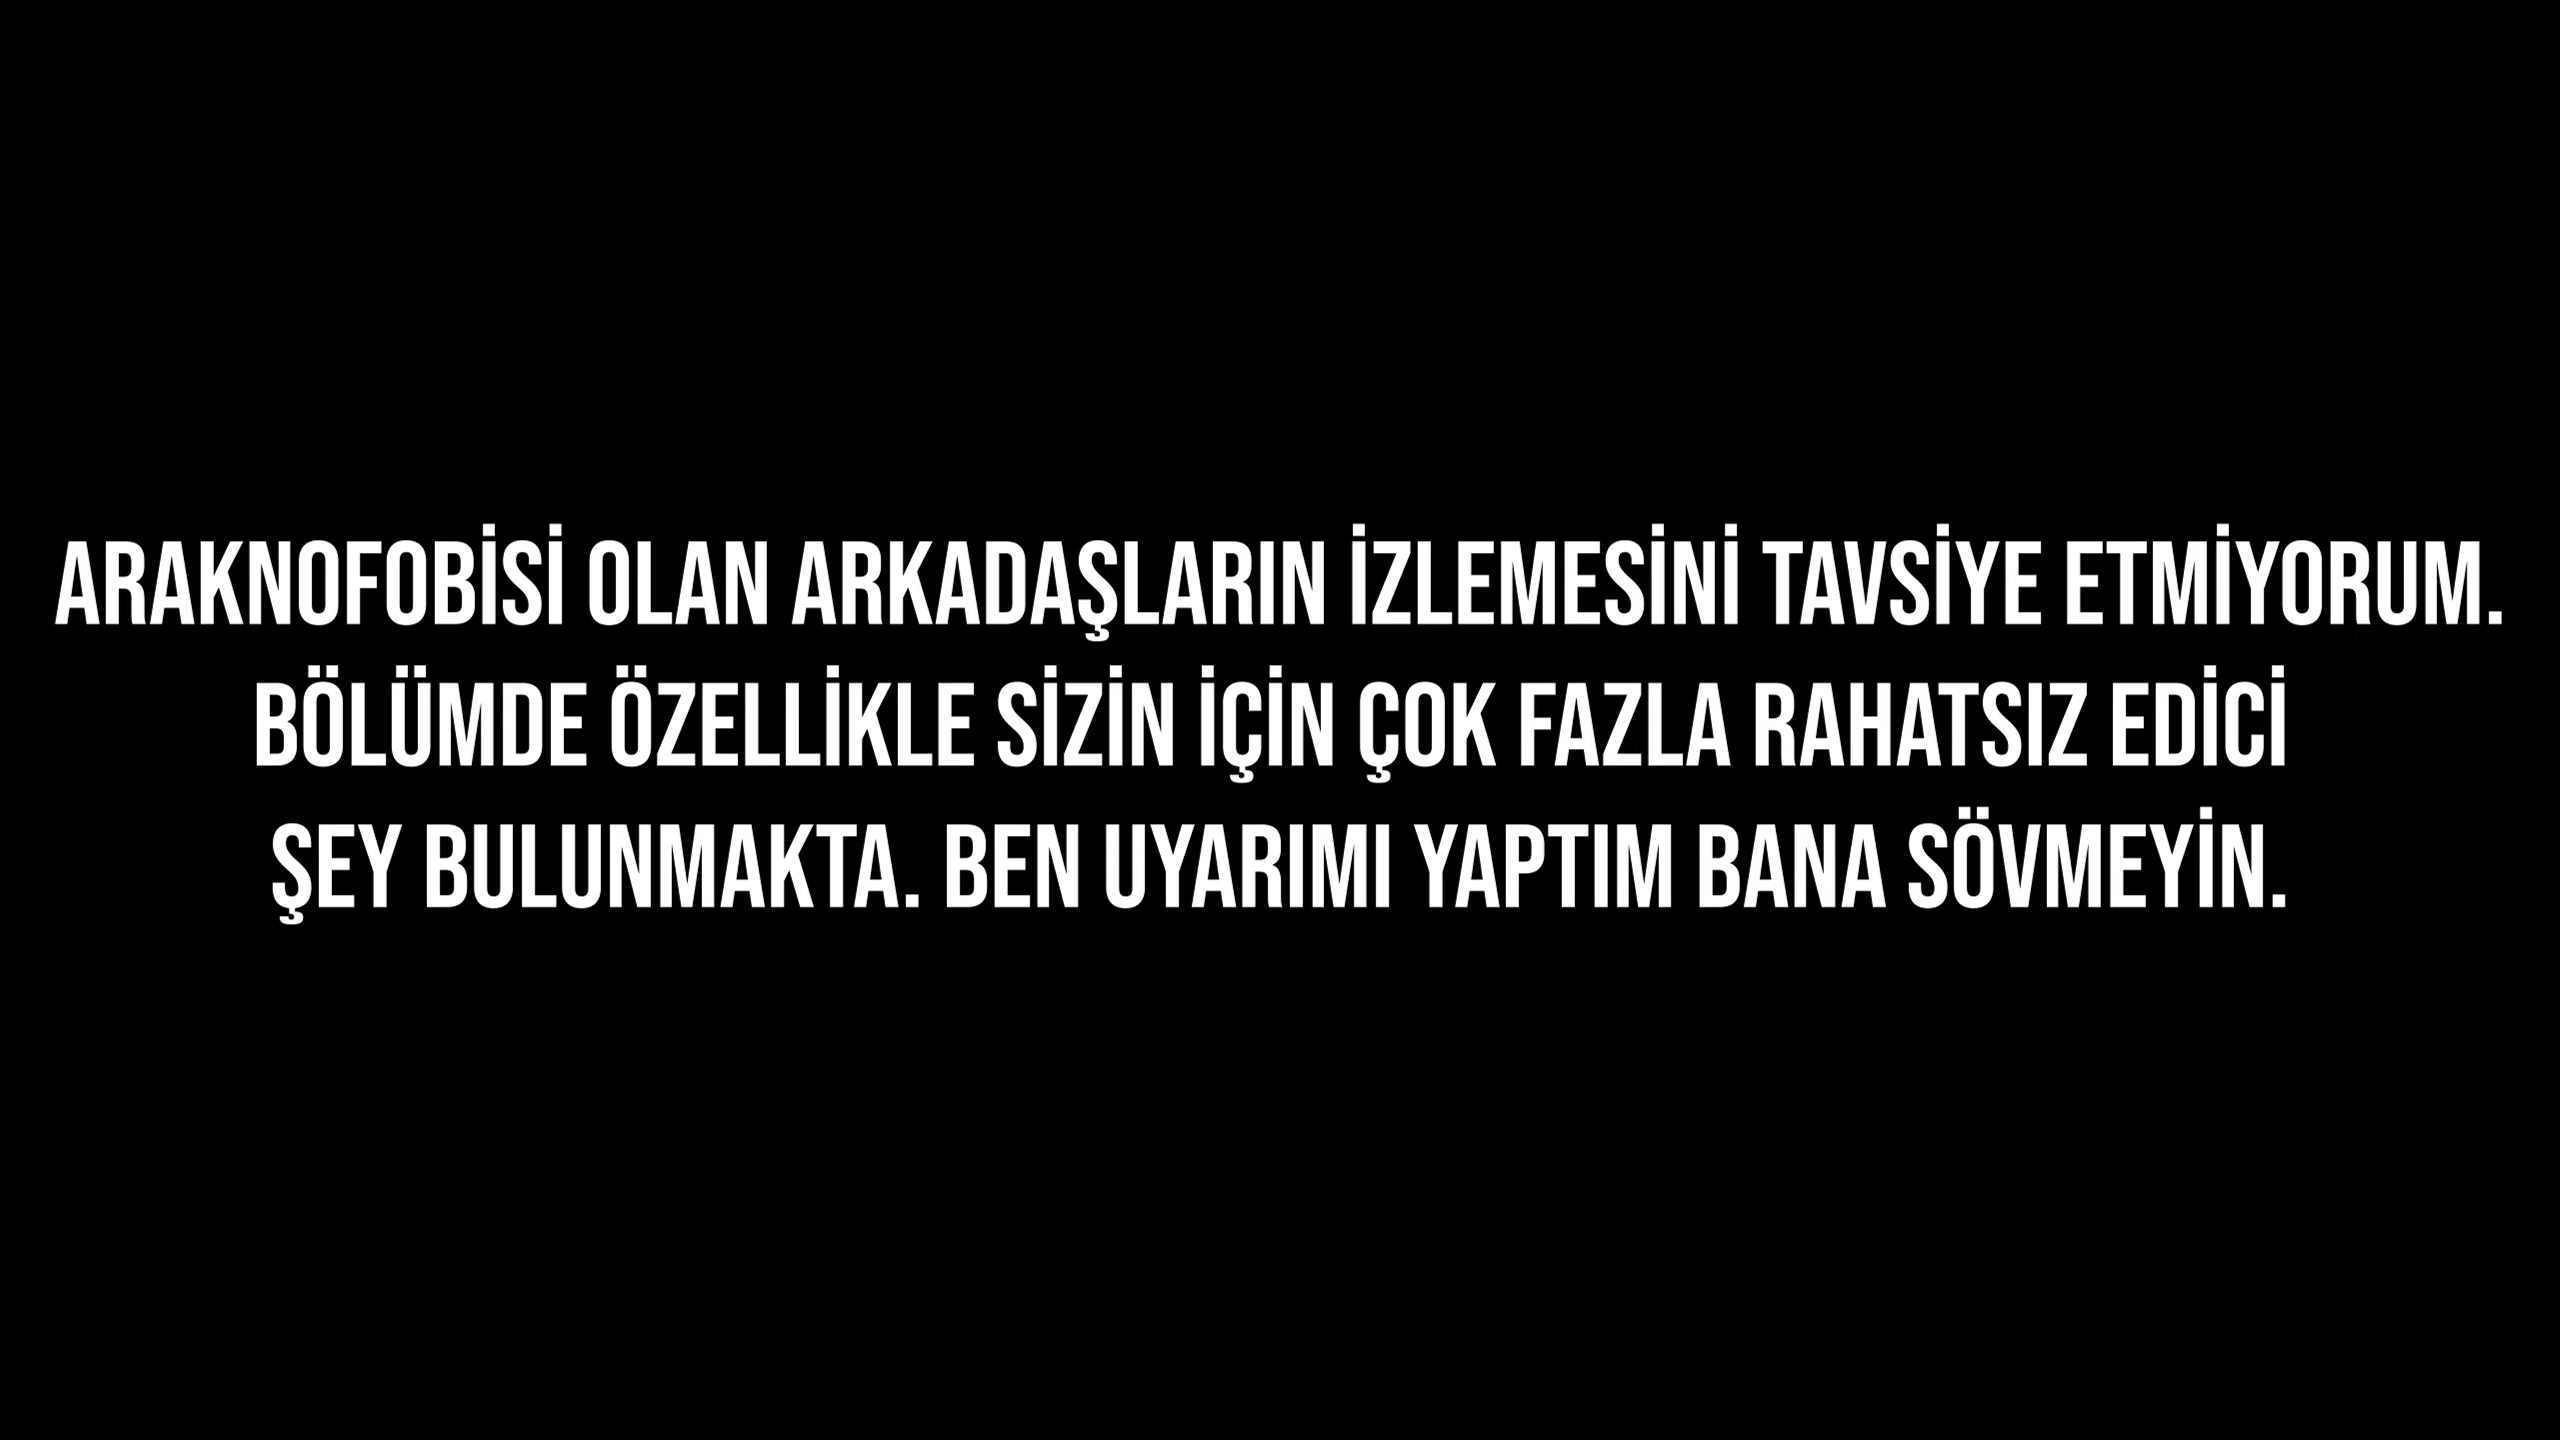 ARAKNOFOBİSİ OLAN ARKADAŞLARIN İZLEMESİNİ TAVSİYE ETMİYORUM.
BÖLÜMDE ÖZELLİKLE SİZİN İÇİN ÇOK FAZLA RAHATSIZ EDİCİ
ŞEY BULUNMAKTA. BEN UYARIMI YAPTIM BANA SÖVMEYİN.